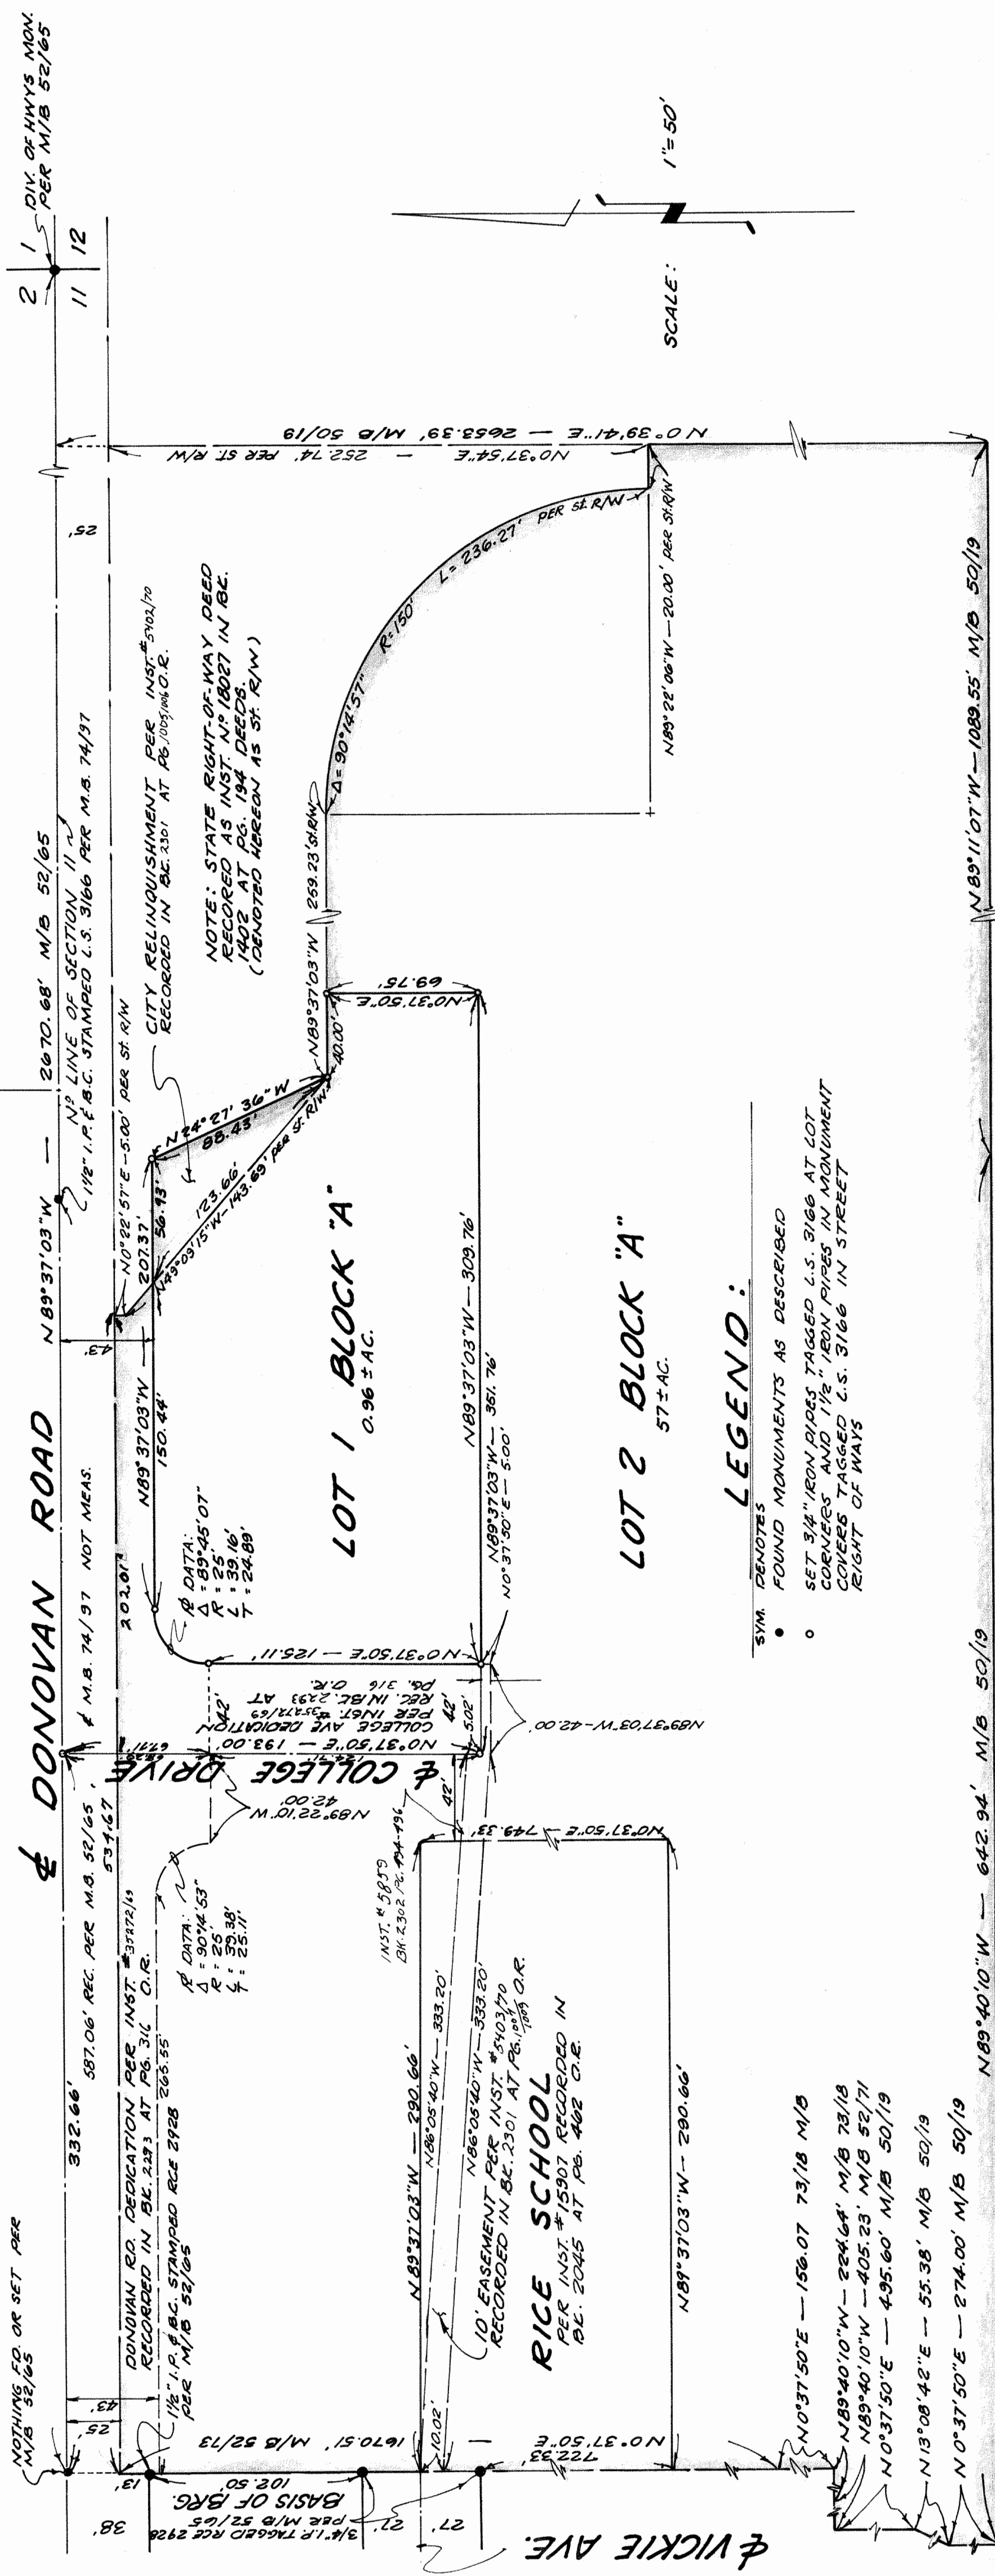 DIV. OF HWYS MON.
PER M/B 52/65
2 1
11 12
SCALE: 1"=50'
N 0°39'41"E — 2653.39' M/B 50/19
N0°37'54"E — 252.74' PER ST. R/W
25'
N89°37'03"W — 2670.68' M/B 52/65
Nº LINE OF SECTION 11
1½" I.P. & B.C. STAMPED L.S. 3166 PER M.B. 74/97
CITY RELINQUISHMENT PER INST. #5402/70
RECORDED IN BK. 2301 AT PG. 1005,1006 O.R.
NOTE: STATE RIGHT-OF-WAY DEED
RECORED AS INST. Nº 18027 IN BK.
1402 AT PG. 194 DEEDS.
(DENOTED HEREON AS St. R/W)
L= 236.27' PER St. R/W
R=150'
Δ = 90°14'57"
N89°22'06"W—20.00' PER St.R/W
N89°37'03"W 259.23' St.R/W
40.00'
N0°37'50"E
69.75'
N89°11'07"W—1089.55' M/B 50/19
N0°22'57"E—5.00' PER St. R/W
N24°27'36"W
88.43'
123.66'
N49°09'15"W—143.69' PER ST. R/W
207.37'
56.93'
43'
N89°37'03"W
150.44'
LOT 1 BLOCK "A"
0.96 ± AC.
N89°37'03"W—309.76'
N89°37'03"W—351.76'
N0°37'50"E—5.00'
LOT 2 BLOCK "A"
57 ± AC.
LEGEND:
SYM. DENOTES
● FOUND MONUMENTS AS DESCRIBED
○ SET 3/4" IRON PIPES TAGGED L.S. 3166 AT LOT
CORNERS AND 1½" IRON PIPES IN MONUMENT
COVERS TAGGED L.S. 3166 IN STREET
RIGHT OF WAYS
℄ DONOVAN ROAD
587.06' REC. PER M.B. 52/65, & M.B. 74/97 NOT MEAS.
202.01'
534.67
332.66'
℞ DATA:
Δ = 89°45'07"
R = 25'
L = 39.16'
T = 24.89'
N0°37'50"E — 125.11'
COLLEGE AVE DEDICATION
PER INST. #35272/69
REC. IN BK. 2293 AT
PG. 316 O.R.
N0°37'50"E — 193.00'
42'
42'
5.02'
42'
N89°37'03"W—42.00'
℄ COLLEGE DRIVE
N89°22'10"W
42.00'
INST. #5859
BK. 2302 PG. 494-496
N0°37'50"E — 749.33'
℞ DATA:
Δ = 90°14'53"
R = 25'
L = 39.38'
T = 25.11'
DONOVAN RD. DEDICATION PER INST. #35272/69
RECORDED IN BK. 2293 AT PG. 316 O.R.
265.55'
1½" I.P. & B.C. STAMPED RCE 2928
PER M/B 52/65
NOTHING FD. OR SET PER
M/B 52/65
43'
25'
13'
38'
N89°37'03"W — 290.66'
N86°05'40"W — 333.20'
N86°05'40"W — 333.20'
10' EASEMENT PER INST. #5403/70
RECORDED IN BK. 2301 AT PG. O.R.
RICE SCHOOL
PER INST. #15907 RECORDED IN
BK. 2045 AT PG. 462 O.R.
N89°37'03"W — 290.66'
N0°37'50"E — 1670.51' M/B 52/73
722.33'
10.02'
102.50'
BASIS OF BRG.
PER M/B 52/65
3/4" I.P. TAGGED RCE 2928
27'
27'
℄ VICKIE AVE.
N0°37'50"E — 156.07 73/18 M/B
N89°40'10"W — 224.64' M/B 73/18
N89°40'10"W — 405.23' M/B 52/71
N0°37'50"E — 495.60' M/B 50/19
N13°08'42"E — 55.38' M/B 50/19
N0°37'50"E — 274.00' M/B 50/19
N89°40'10"W — 642.94' M/B 50/19